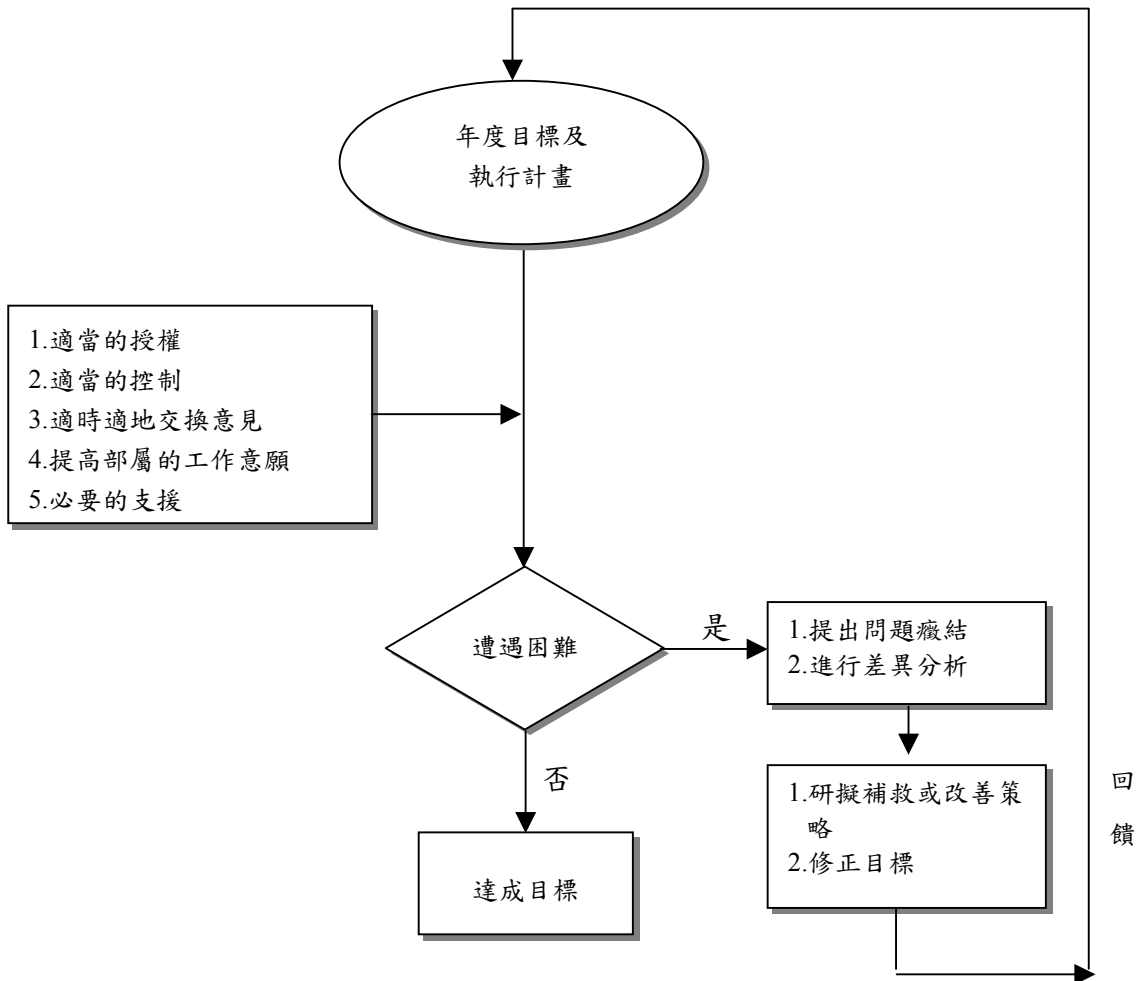 年度目標及
執行計畫
1.適當的授權
2.適當的控制
3.適時適地交換意見
4.提高部屬的工作意願
5.必要的支援
遭遇困難
是
1.提出問題癥結
2.進行差異分析
否
1.研擬補救或改善策
略
2.修正目標
達成目標
回
饋